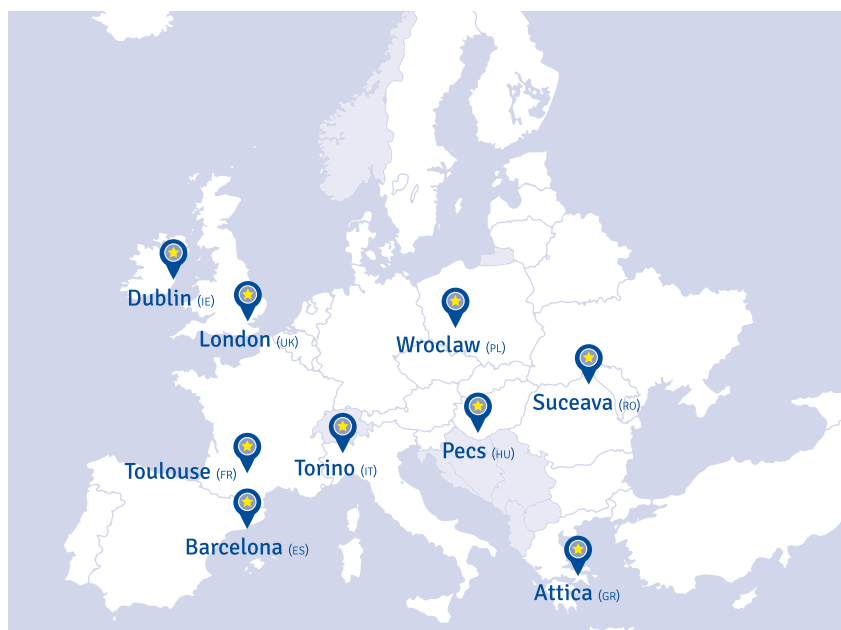 Dublin (IE)
London (UK)
Wroclaw (PL)
Suceava (RO)
Pecs (HU)
Torino (IT)
Toulouse (FR)
Barcelona (ES)
Attica (GR)